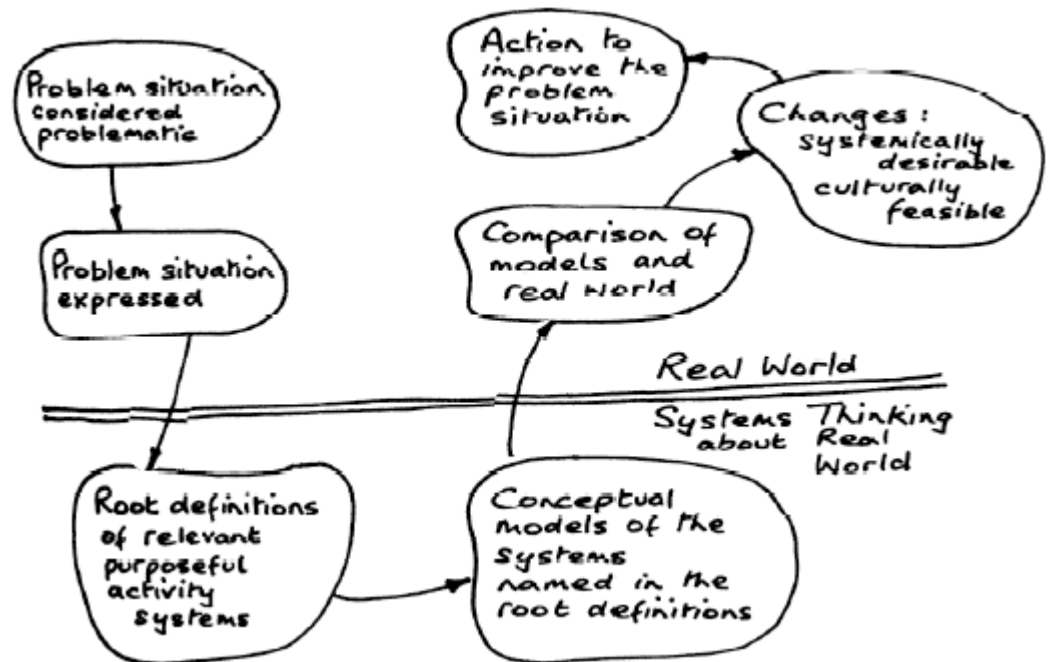 Problem situation
considered
problematic
Problem situation
expressed
Root definitions
of relevant
purposeful
activity
systems
Conceptual
models of the
systems
named in the
root definitions
Comparison of
models and
real world
Changes:
systemically
desirable
culturally
feasible
Action to
improve the
problem
situation
Real World
Systems Thinking
about Real
World